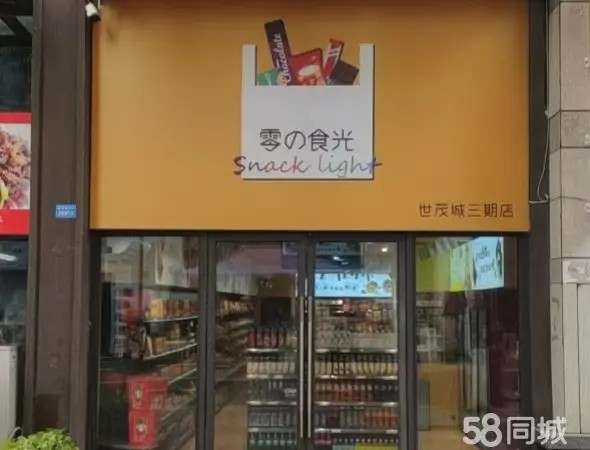 Chocolate
零の食光
Snack light
世茂城三期店
58同城